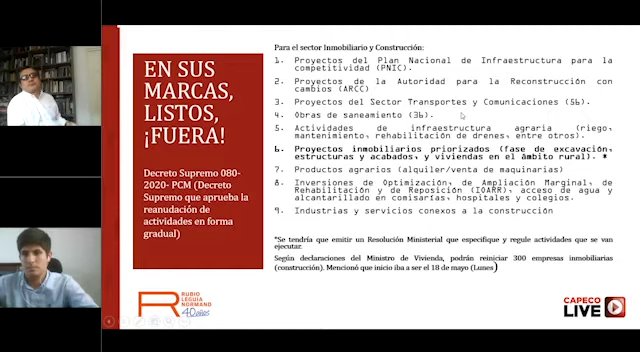 EN SUS
MARCAS,
LISTOS,
¡FUERA!
Decreto Supremo 080-
2020- PCM (Decreto
Supremo que aprueba la
reanudación de
actividades en forma
gradual)
Para el sector Inmobiliario y Construcción:
1. Proyectos del Plan Nacional de Infraestructura para la
competitividad (PNIC).
2. Proyectos de la Autoridad para la Reconstrucción con
cambios (ARCC)
3. Proyectos del Sector Transportes y Comunicaciones (56).
4. Obras de saneamiento (36).
5. Actividades de infraestructura agraria (riego,
mantenimiento, rehabilitación de drenes, entre otros).
6. Proyectos inmobiliarios priorizados (fase de excavación,
estructuras y acabados, y viviendas en el ámbito rural). *
7. Productos agrarios (alquiler/venta de maquinarias)
8. Inversiones de Optimización, de Ampliación Marginal, de
Rehabilitación y de Reposición (IOARR), acceso de agua y
alcantarillado en comisarías, hospitales y colegios.
9. Industrias y servicios conexos a la construcción
*Se tendría que emitir un Resolución Ministerial que especifique y regule actividades que se van
ejecutar.
Según declaraciones del Ministro de Vivienda, podrán reiniciar 300 empresas inmobiliarias
(construcción). Mencionó que inicio iba a ser el 18 de mayo (Lunes)
RUBIO
LEGUÍA
NORMAND
40 años
CAPECO
LIVE